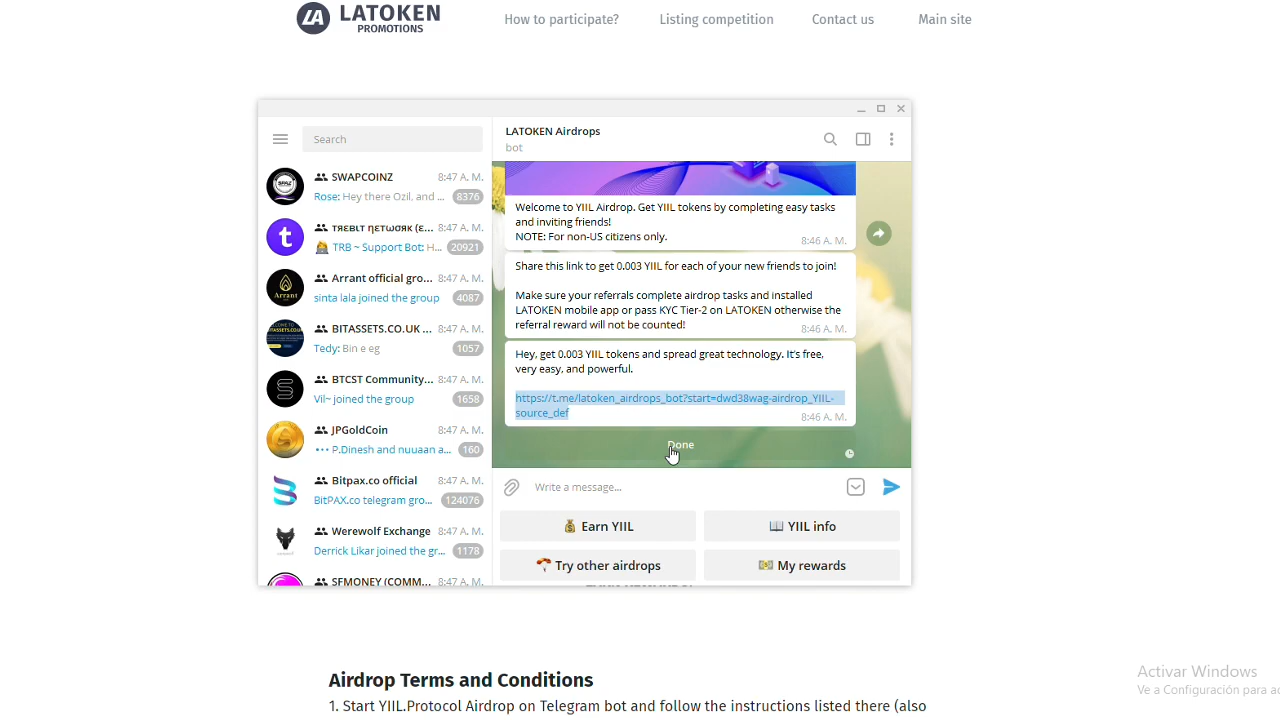 LA LATOKEN
PROMOTIONS
How to participate?
Listing competition
Contact us
Main site
Search
SWAPCOINZ 8:47 A. M.
Rose: Hey there Ozil, and ... 8376
тяєвℓт ηєтωσяк (ε... 8:47 A. M.
TRB ~ Support Bot: H... 20921
Arrant official gro... 8:47 A. M.
sinta lala joined the group 4087
BITASSETS.CO.UK ... 8:47 A. M.
Tedy: Bin e eg 1057
BTCST Community... 8:47 A. M.
Vil~ joined the group 1658
JPGoldCoin 8:47 A. M.
P.Dinesh and nuuaan a... 160
Bitpax.co official 8:47 A. M.
BitPAX.co telegram gro... 124076
Werewolf Exchange 8:47 A. M.
Derrick Likar joined the gr... 1178
SFMONEY (COMM... 8:47 A. M.
LATOKEN Airdrops
bot
Welcome to YIIL Airdrop. Get YIIL tokens by completing easy tasks
and inviting friends!
NOTE: For non-US citizens only. 8:46 A. M.
Share this link to get 0.003 YIIL for each of your new friends to join!
Make sure your referrals complete airdrop tasks and installed
LATOKEN mobile app or pass KYC Tier-2 on LATOKEN otherwise the
referral reward will not be counted! 8:46 A. M.
Hey, get 0.003 YIIL tokens and spread great technology. It's free,
very easy, and powerful.
https://t.me/latoken_airdrops_bot?start=dwd38wag-airdrop_YIIL-
source_def 8:46 A. M.
Done
Write a message...
Earn YIIL
YIIL info
Try other airdrops
My rewards
Airdrop Terms and Conditions
1. Start YIIL.Protocol Airdrop on Telegram bot and follow the instructions listed there (also
Activar Windows
Ve a Configuración para ac